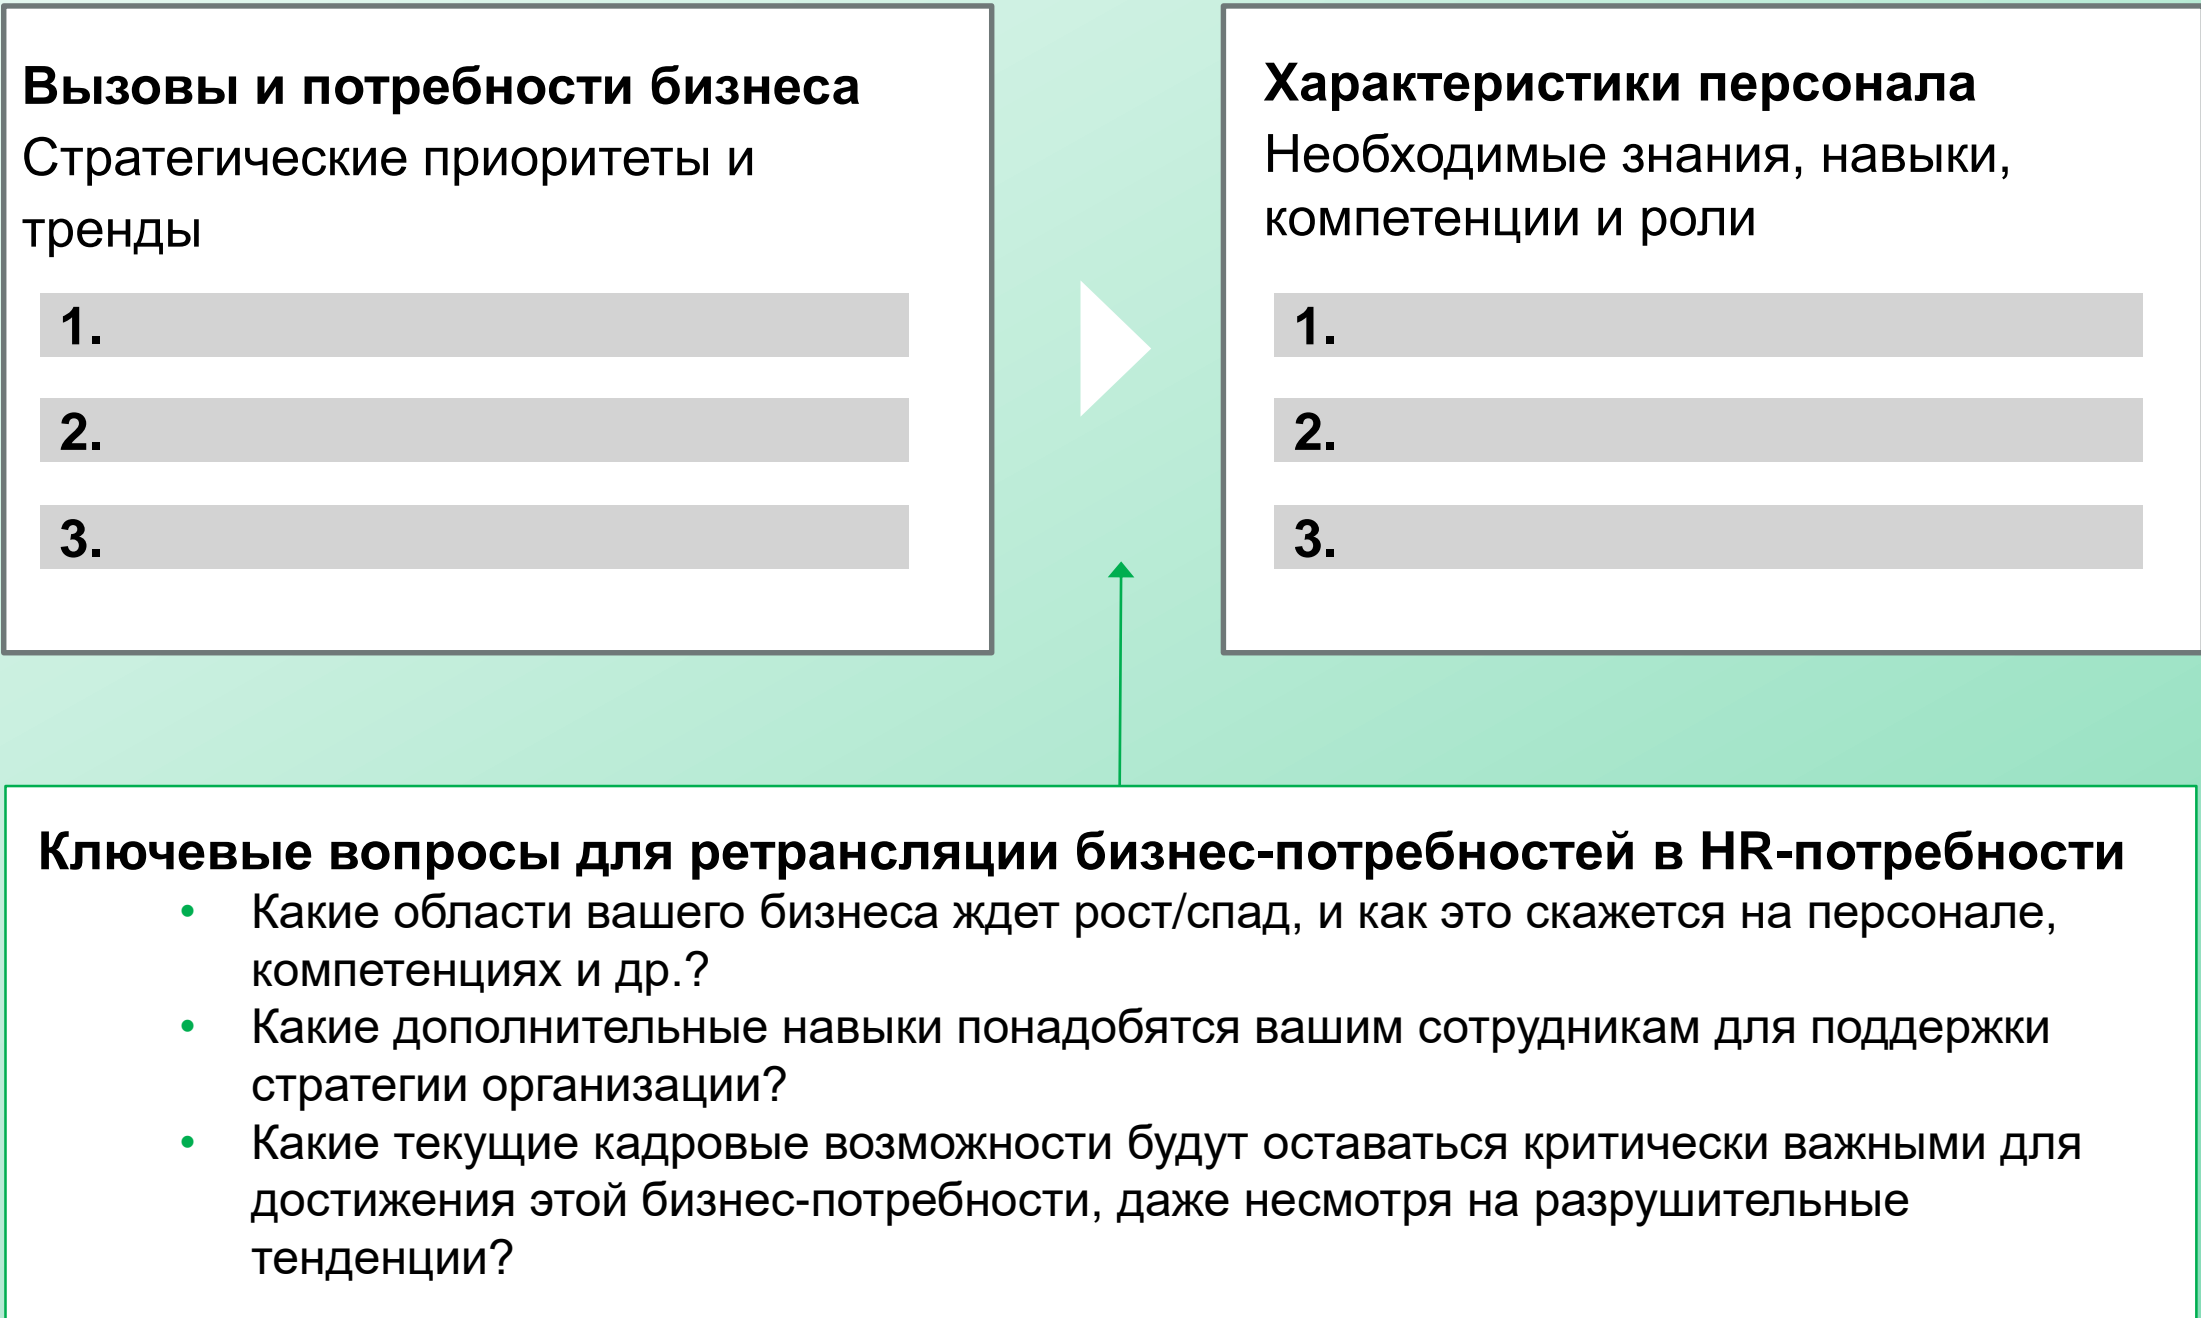 Вызовы и потребности бизнеса
Стратегические приоритеты и
тренды
1.
2.
3.
Характеристики персонала
Необходимые знания, навыки,
компетенции и роли
1.
2.
3.
Ключевые вопросы для ретрансляции бизнес-потребностей в HR-потребности
• Какие области вашего бизнеса ждет рост/спад, и как это скажется на персонале,
компетенциях и др.?
• Какие дополнительные навыки понадобятся вашим сотрудникам для поддержки
стратегии организации?
• Какие текущие кадровые возможности будут оставаться критически важными для
достижения этой бизнес-потребности, даже несмотря на разрушительные
тенденции?